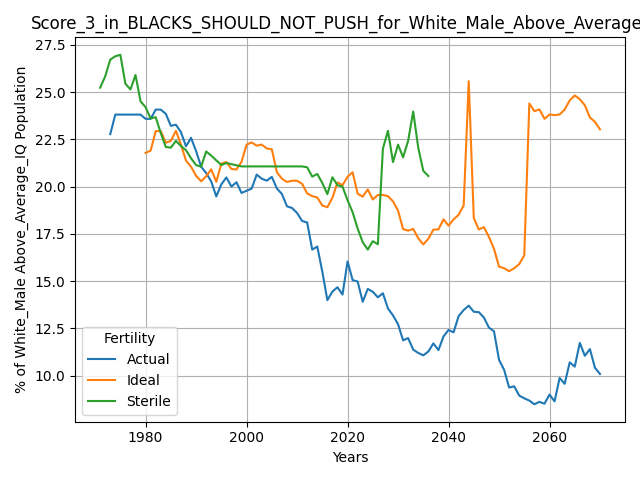 Score_3_in_BLACKS_SHOULD_NOT_PUSH_for_White_Male_Above_Average
27.5
25.0
22.5
20.0
17.5
15.0
12.5
10.0
% of White_Male Above_Average_IQ Population
Fertility
Actual
Ideal
Sterile
1980 2000 2020 2040 2060
Years